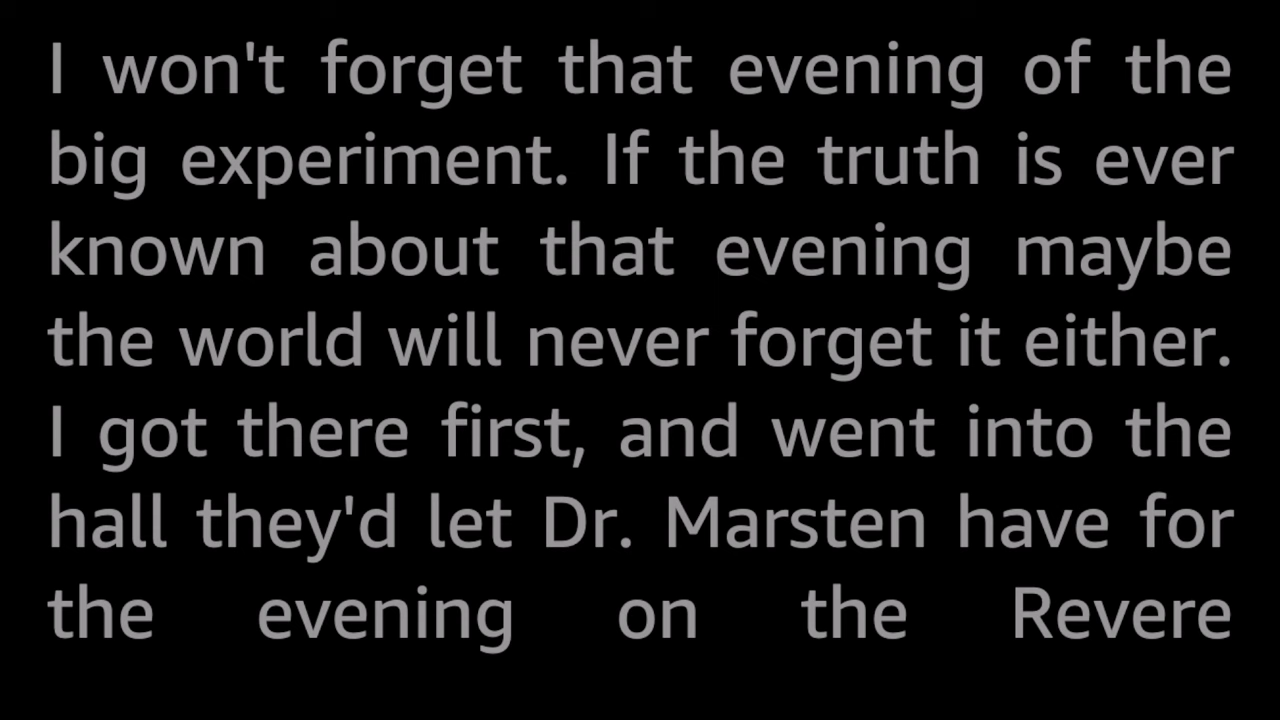 I won't forget that evening of the
big experiment. If the truth is ever
known about that evening maybe
the world will never forget it either.
I got there first, and went into the
hall they'd let Dr. Marsten have for
the evening on the Revere